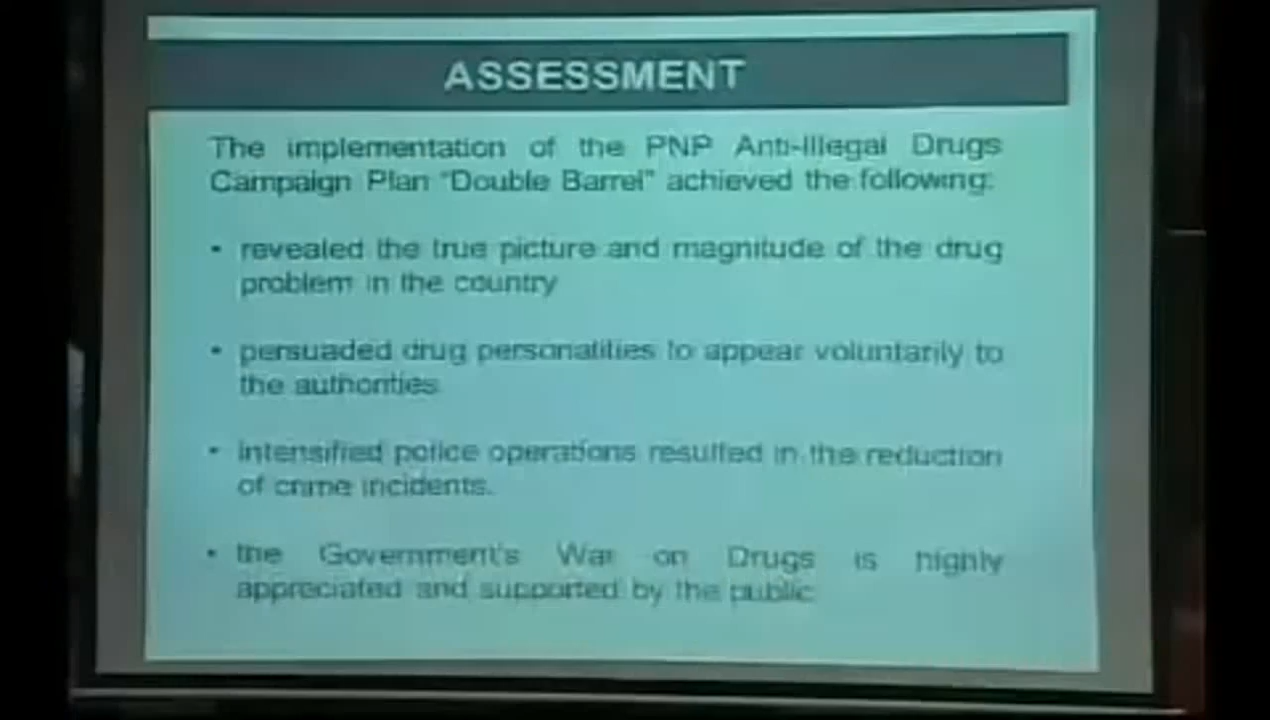 ASSESSMENT
The implementation of the PNP Anti-Illegal Drugs
Campaign Plan "Double Barrel" achieved the following:
• revealed the true picture and magnitude of the drug
problem in the country
• persuaded drug personalities to appear voluntarily to
the authorities
• intensified police operations resulted in the reduction
of crime incidents.
• the Government's War on Drugs is highly
appreciated and supported by the public